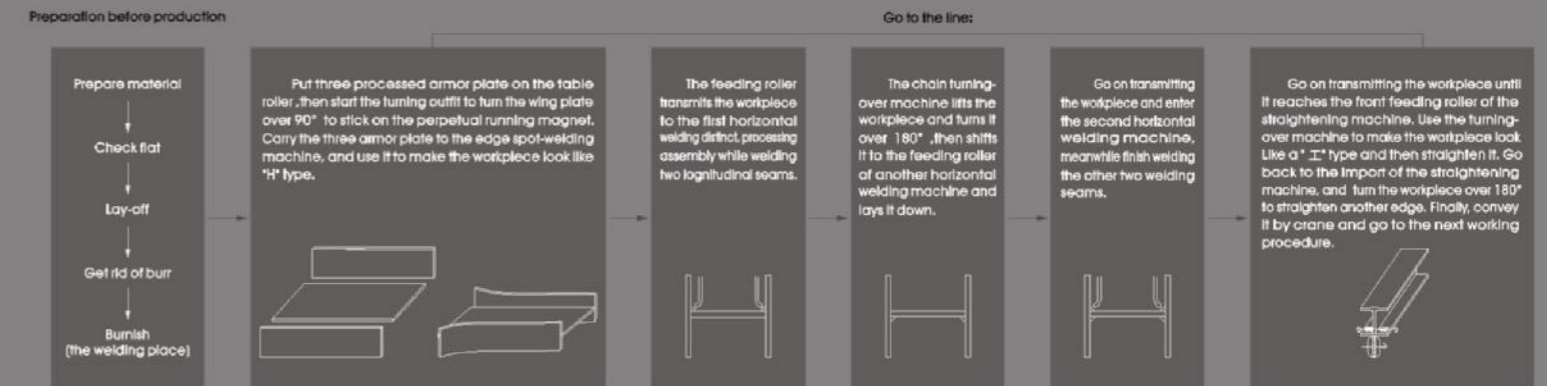 Preparation before production
Go to the line:
Prepare material
Check flat
Lay-off
Get rid of burr
Burnish
(the welding place)
Put three processed armor plate on the table
roller ,then start the turning outfit to turn the wing plate
over 90° to stick on the perpetual running magnet.
Carry the three armor plate to the edge spot-welding
machine, and use it to make the workpiece look like
"H" type.
The feeding roller
transmits the workpiece
to the first horizontal
welding distinct, processing
assembly while welding
two lognitudinal seams.
The chain turning-
over machine lifts the
workpiece and turns it
over 180° ,then shifts
it to the feeding roller
of another horizontal
welding machine and
lays it down.
Go on transmitting
the workpiece and enter
the second horizontal
welding machine,
meanwhile finish welding
the other two welding
seams.
Go on transmitting the workpiece until
it reaches the front feeding roller of the
straightening machine. Use the turning-
over machine to make the workpiece look
Like a" 工" type and then straighten it. Go
back to the import of the straightening
machine, and turn the workpiece over 180°
to straighten another edge. Finally, convey
it by crane and go to the next working
procedure.